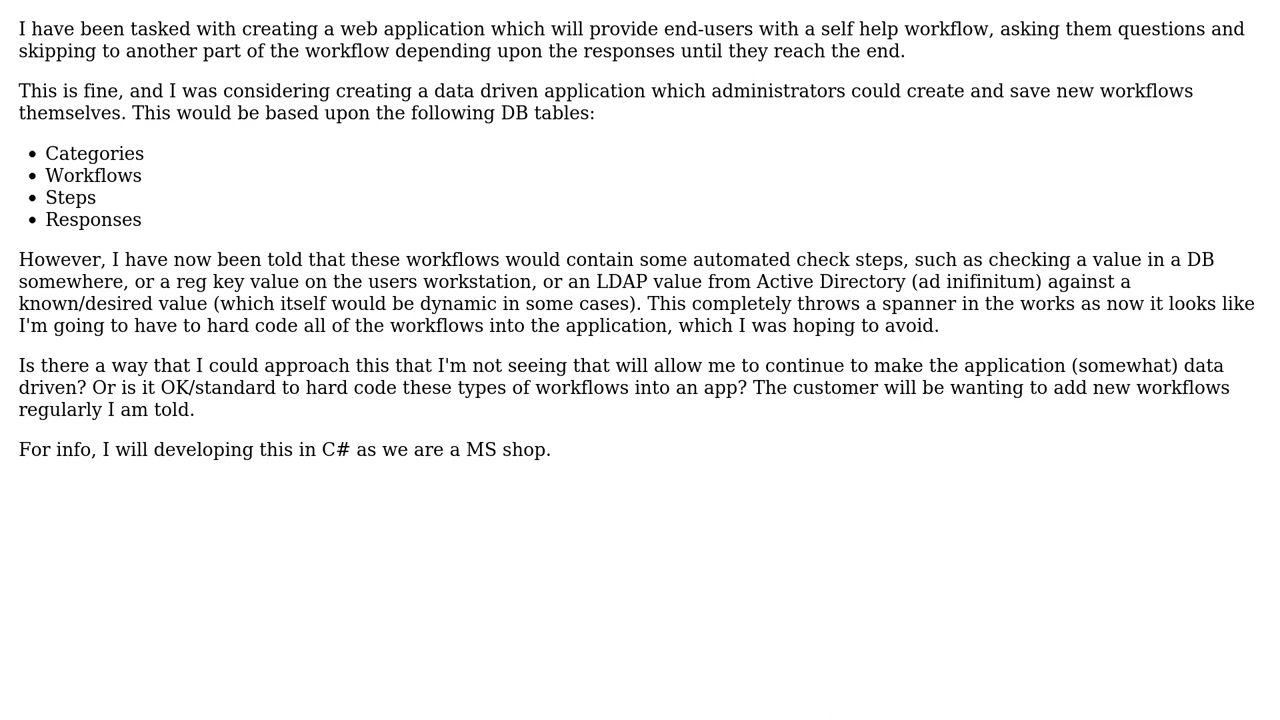 I have been tasked with creating a web application which will provide end-users with a self help workflow, asking them questions and
skipping to another part of the workflow depending upon the responses until they reach the end.
This is fine, and I was considering creating a data driven application which administrators could create and save new workflows
themselves. This would be based upon the following DB tables:
• Categories
• Workflows
• Steps
• Responses
However, I have now been told that these workflows would contain some automated check steps, such as checking a value in a DB
somewhere, or a reg key value on the users workstation, or an LDAP value from Active Directory (ad inifinitum) against a
known/desired value (which itself would be dynamic in some cases). This completely throws a spanner in the works as now it looks like
I'm going to have to hard code all of the workflows into the application, which I was hoping to avoid.
Is there a way that I could approach this that I'm not seeing that will allow me to continue to make the application (somewhat) data
driven? Or is it OK/standard to hard code these types of workflows into an app? The customer will be wanting to add new workflows
regularly I am told.
For info, I will developing this in C# as we are a MS shop.